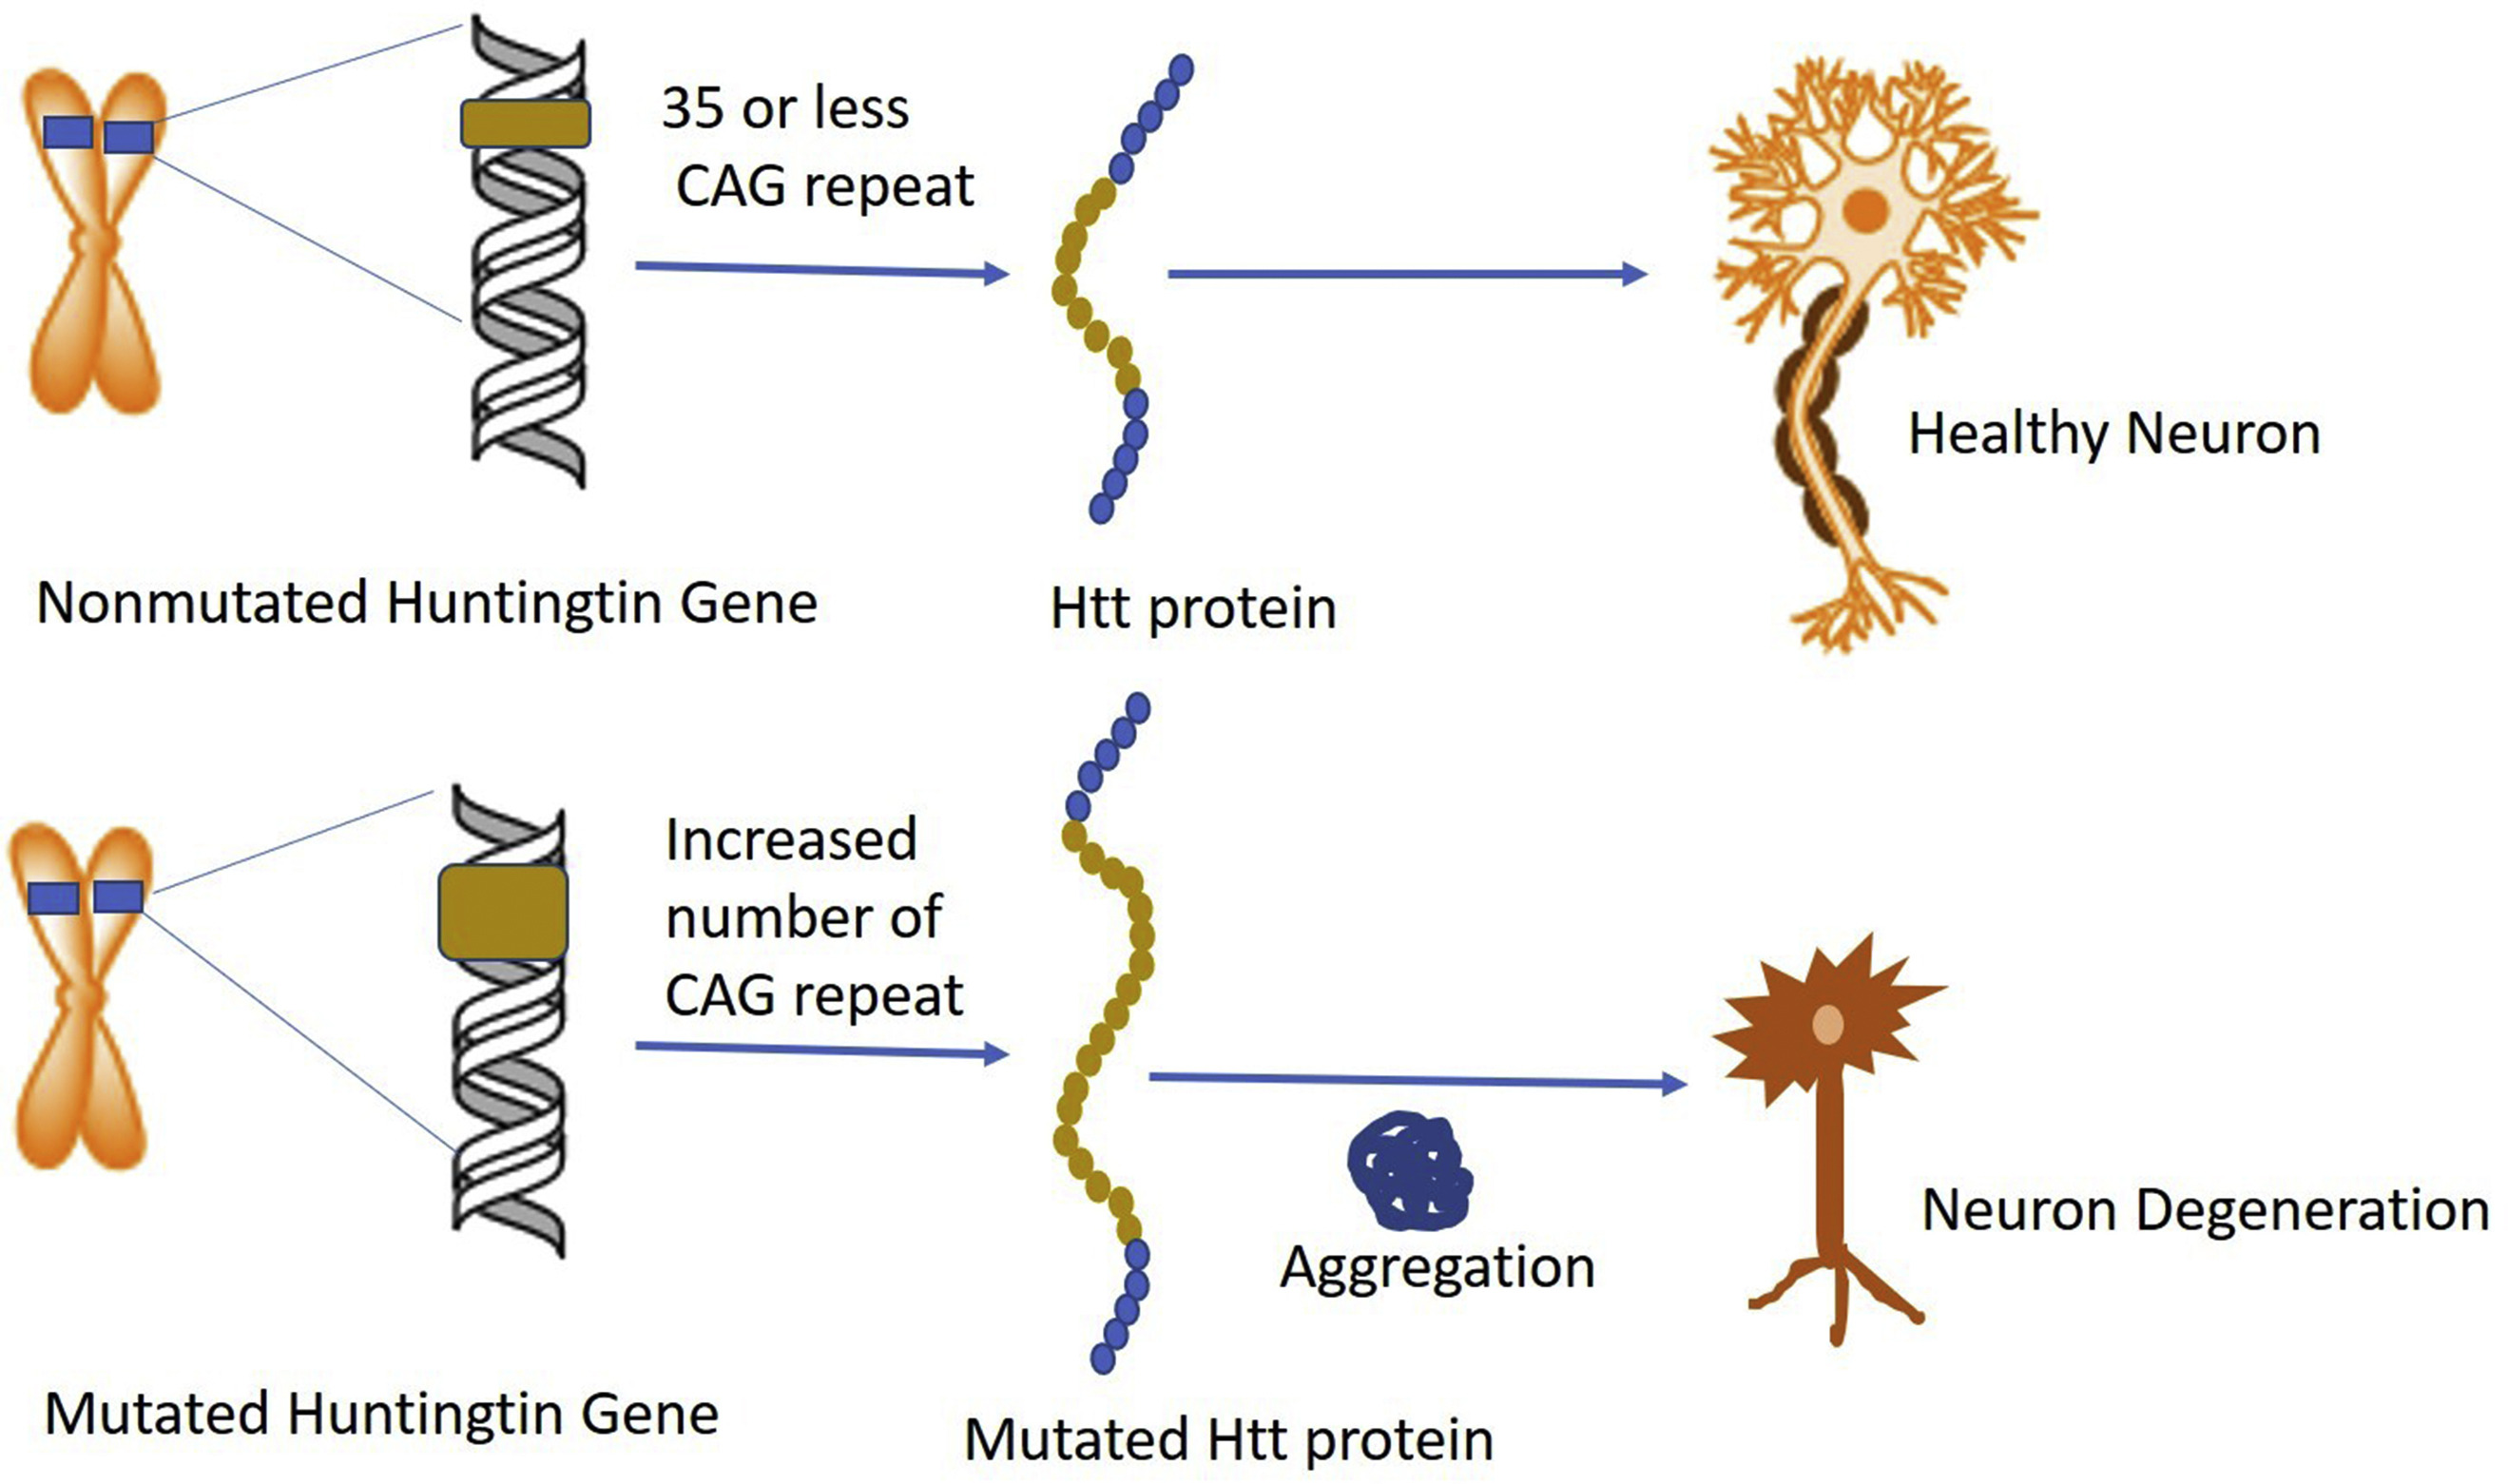 35 or less
CAG repeat
Healthy Neuron
Nonmutated Huntingtin Gene
Htt protein
Increased
number of
CAG repeat
Neuron Degeneration
Aggregation
Mutated Huntingtin Gene
Mutated Htt protein